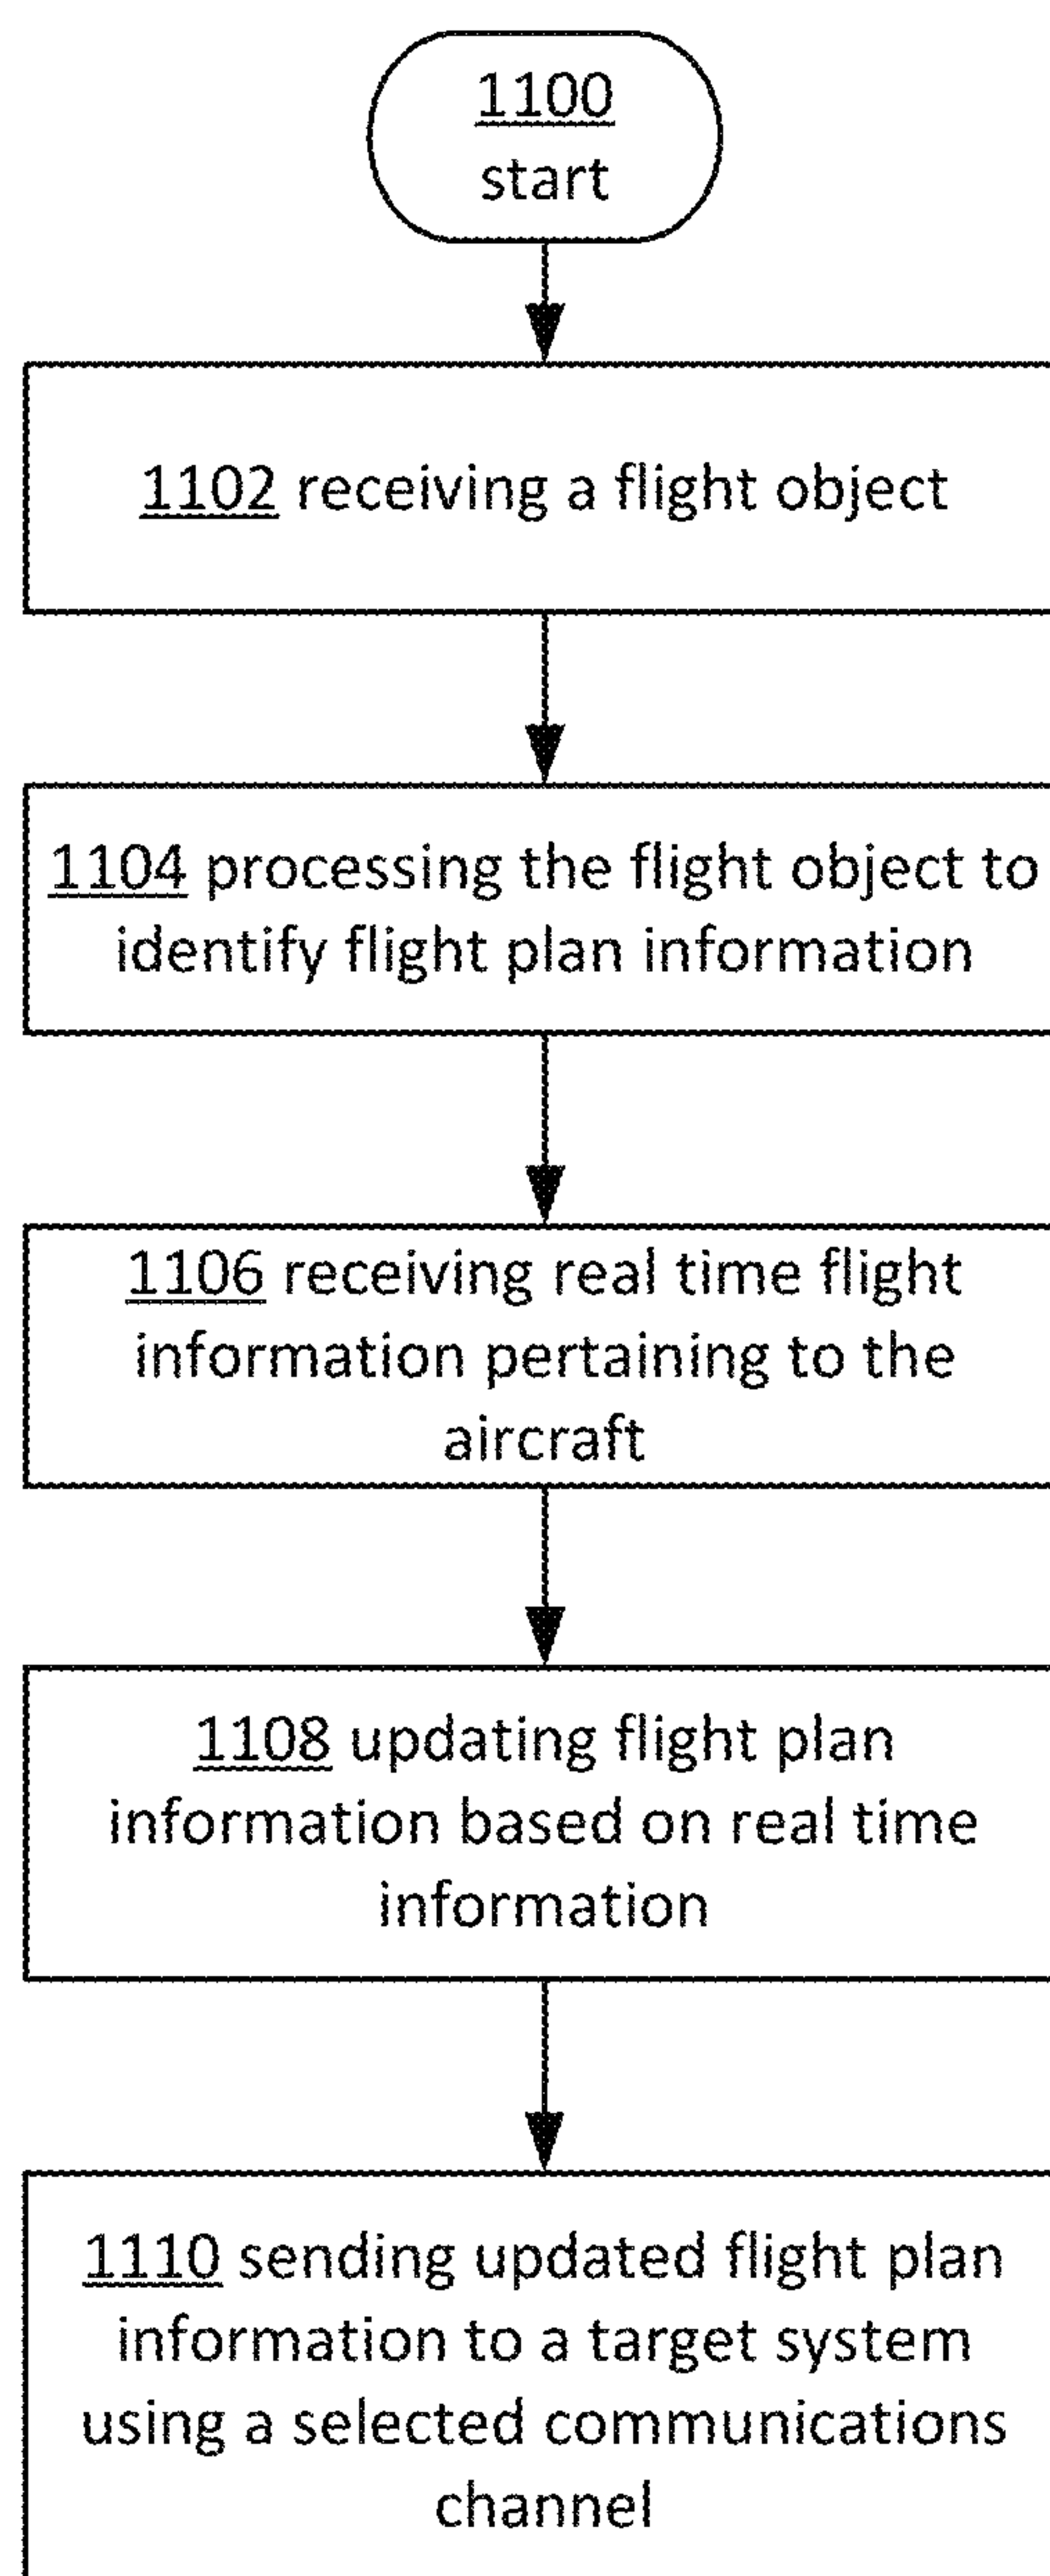 1100
start
1102 receiving a flight object
1104 processing the flight object to
identify flight plan information
1106 receiving real time flight
information pertaining to the
aircraft
1108 updating flight plan
information based on real time
information
1110 sending updated flight plan
information to a target system
using a selected communications
channel